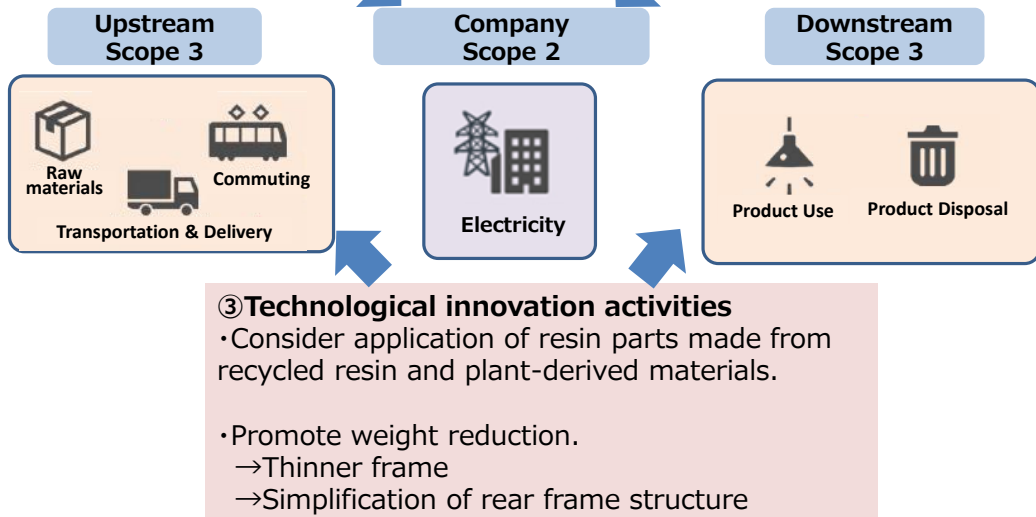 Upstream
Scope 3
Company
Scope 2
Downstream
Scope 3
Raw
materials
Commuting
Transportation & Delivery
Electricity
Product Use
Product Disposal
③Technological innovation activities
・Consider application of resin parts made from
recycled resin and plant-derived materials.
・Promote weight reduction.
→Thinner frame
→Simplification of rear frame structure